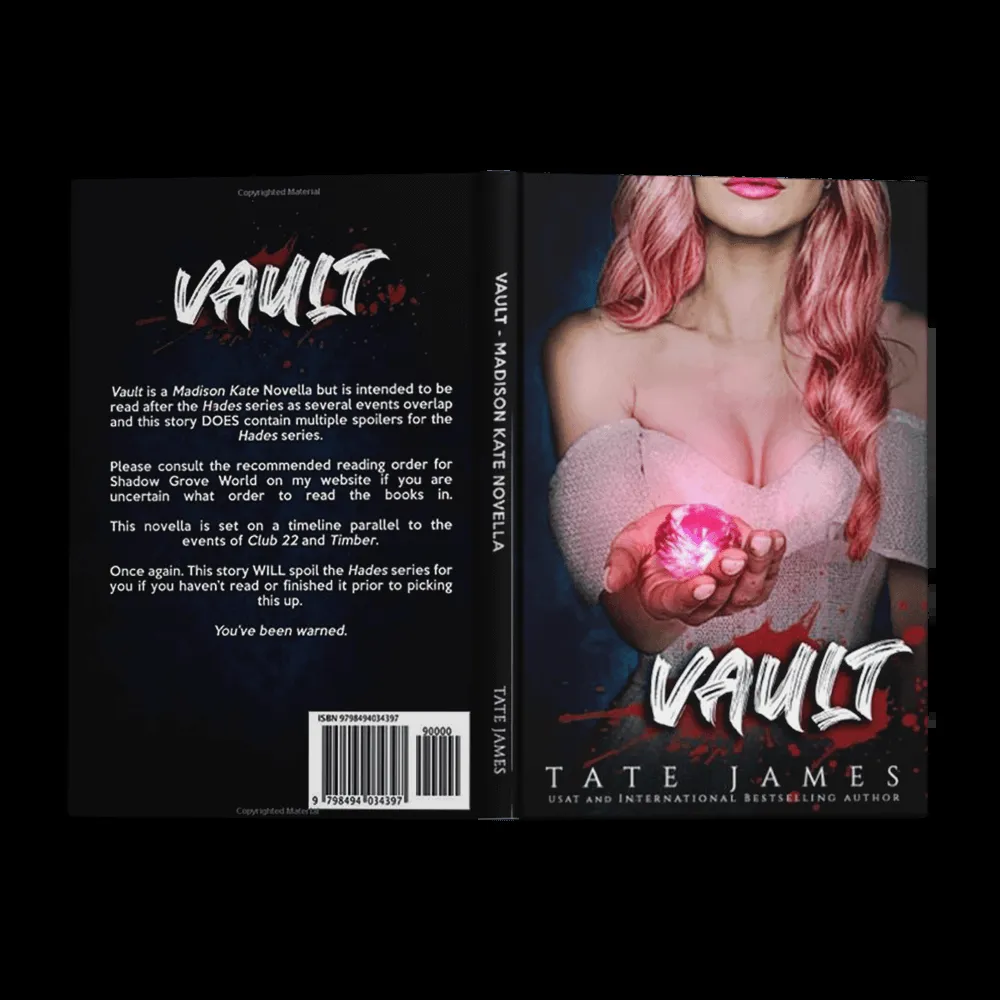 Copyrighted Material
VAULT
Vault is a Madison Kate Novella but is intended to be
read after the Hades series as several events overlap
and this story DOES contain multiple spoilers for the
Hades series.
Please consult the recommended reading order for
Shadow Grove World on my website if you are
uncertain what order to read the books in.
This novella is set on a timeline parallel to the
events of Club 22 and Timber.
Once again. This story WILL spoil the Hades series for
you if you haven't read or finished it prior to picking
this up.
You've been warned.
ISBN 9798494034397
90000
9 798494 034397
Copyrighted Material
VAULT - MADISON KATE NOVELLA
TATE JAMES
VAULT
TATE JAMES
USAT AND INTERNATIONAL BESTSELLING AUTHOR